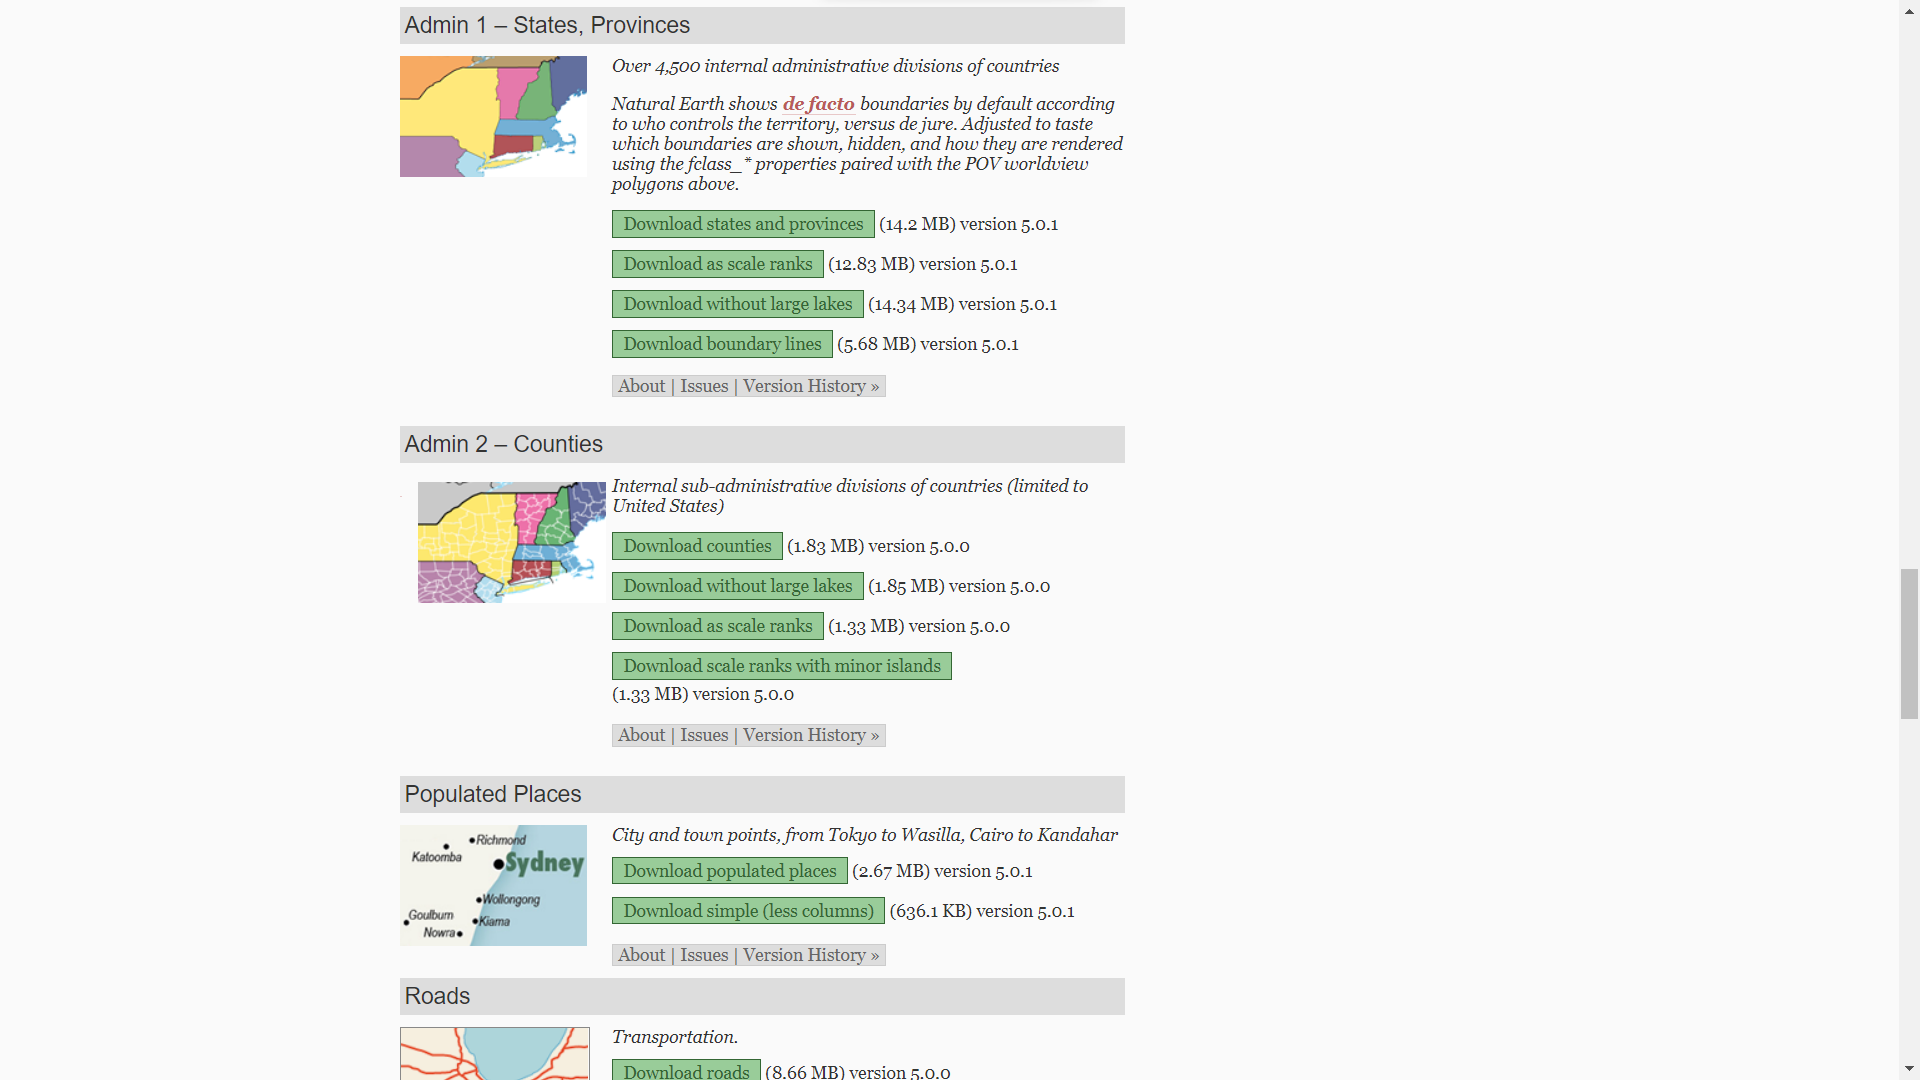 Admin 1 – States, Provinces
Over 4,500 internal administrative divisions of countries
Natural Earth shows de facto boundaries by default according
to who controls the territory, versus de jure. Adjusted to taste
which boundaries are shown, hidden, and how they are rendered
using the fclass_* properties paired with the POV worldview
polygons above.
Download states and provinces (14.2 MB) version 5.0.1
Download as scale ranks (12.83 MB) version 5.0.1
Download without large lakes (14.34 MB) version 5.0.1
Download boundary lines (5.68 MB) version 5.0.1
About | Issues | Version History »
Admin 2 – Counties
Internal sub-administrative divisions of countries (limited to
United States)
Download counties (1.83 MB) version 5.0.0
Download without large lakes (1.85 MB) version 5.0.0
Download as scale ranks (1.33 MB) version 5.0.0
Download scale ranks with minor islands
(1.33 MB) version 5.0.0
About | Issues | Version History »
Populated Places
Richmond
Katoomba
Sydney
Wollongong
Goulburn
Kiama
Nowra
City and town points, from Tokyo to Wasilla, Cairo to Kandahar
Download populated places (2.67 MB) version 5.0.1
Download simple (less columns) (636.1 KB) version 5.0.1
About | Issues | Version History »
Roads
Transportation.
Download roads (8.66 MB) version 5.0.0